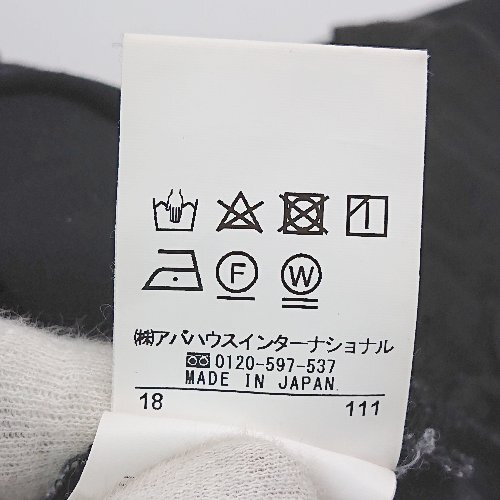 F W
㈱アバハウスインターナショナル
0120-597-537
MADE IN JAPAN
18 111